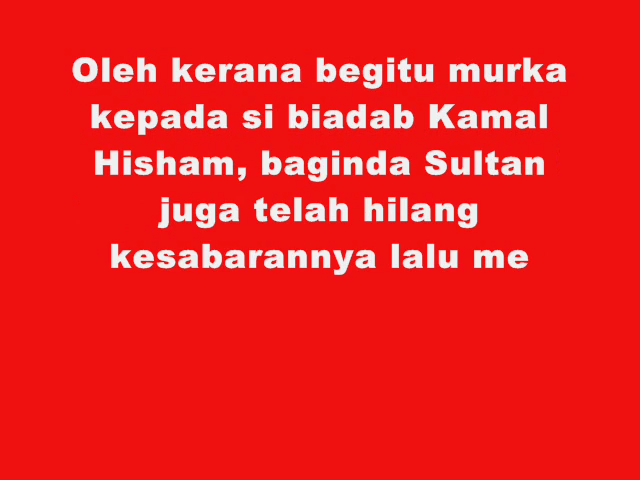 Oleh kerana begitu murka
kepada si biadab Kamal
Hisham, baginda Sultan
juga telah hilang
kesabarannya lalu me